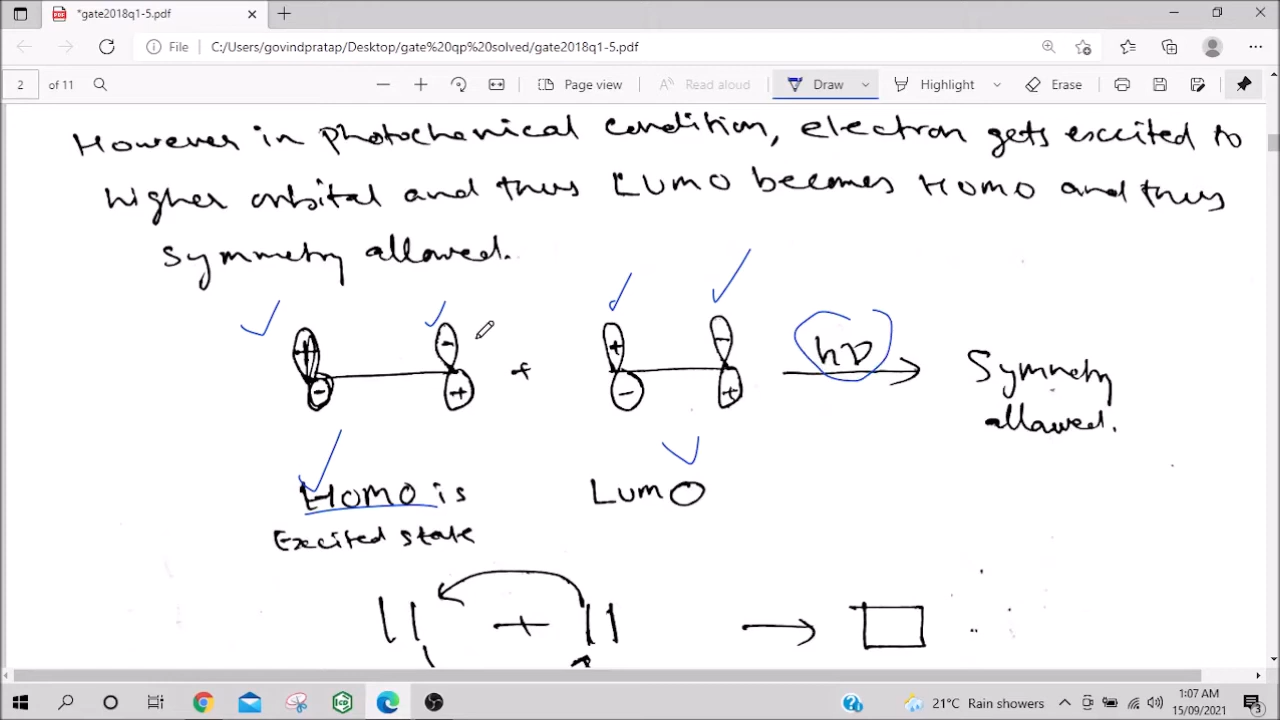 *gate2018q1-5.pdf
File C:/Users/govindpratap/Desktop/gate%20qp%20solved/gate2018q1-5.pdf
2 of 11 Page view Read aloud Draw Highlight Erase
However in photochemical condition, electron gets excited to
higher orbital and thus LUMO becomes HOMO and thus
symmetry allowed.
+ - + + - hν Symmetry
- + - + allowed.
HOMO is LUMO
Excited state
+
21°C Rain showers ENG 1:07 AM
15/09/2021
3